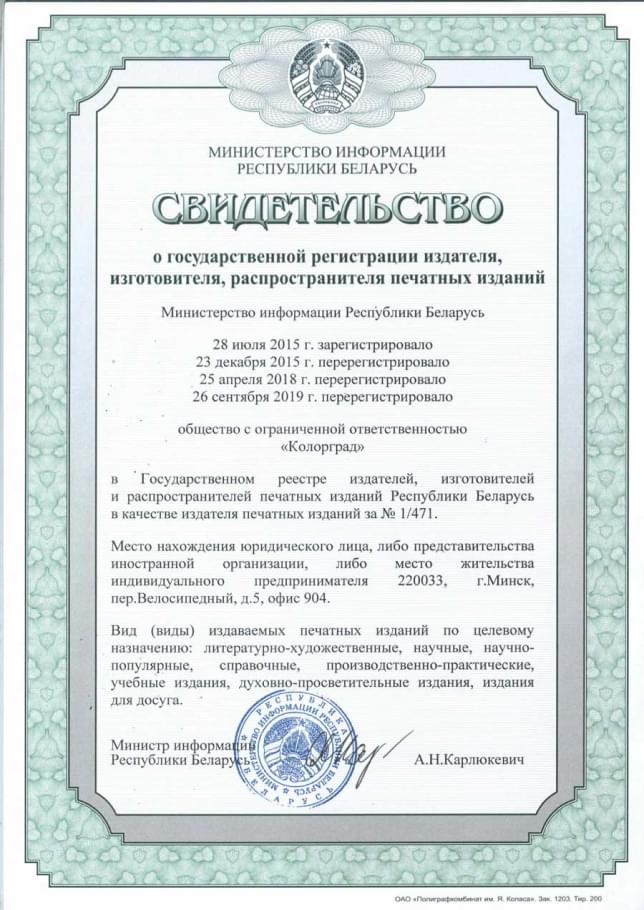 МИНИСТЕРСТВО ИНФОРМАЦИИ
РЕСПУБЛИКИ БЕЛАРУСЬ
СВИДЕТЕЛЬСТВО
о государственной регистрации издателя,
изготовителя, распространителя печатных изданий
Министерство информации Республики Беларусь
28 июля 2015 г. зарегистрировало
23 декабря 2015 г. перерегистрировало
25 апреля 2018 г. перерегистрировало
26 сентября 2019 г. перерегистрировало
общество с ограниченной ответственностью
«Колорград»
в Государственном реестре издателей, изготовителей
и распространителей печатных изданий Республики Беларусь
в качестве издателя печатных изданий за № 1/471.
Место нахождения юридического лица, либо представительства
иностранной организации, либо место жительства
индивидуального предпринимателя 220033, г.Минск,
пер.Велосипедный, д.5, офис 904.
Вид (виды) издаваемых печатных изданий по целевому
назначению: литературно-художественные, научные, научно-
популярные, справочные, производственно-практические,
учебные издания, духовно-просветительные издания, издания
для досуга.
Министр информации
Республики Беларусь
А.Н.Карлюкевич
РЕСПУБЛИКА БЕЛАРУСЬ
МИНИСТЕРСТВО ИНФОРМАЦИИ РЕСПУБЛИКИ БЕЛАРУСЬ
ОАО «Полиграфкомбинат им. Я. Коласа». Зак. 1203. Тир. 200